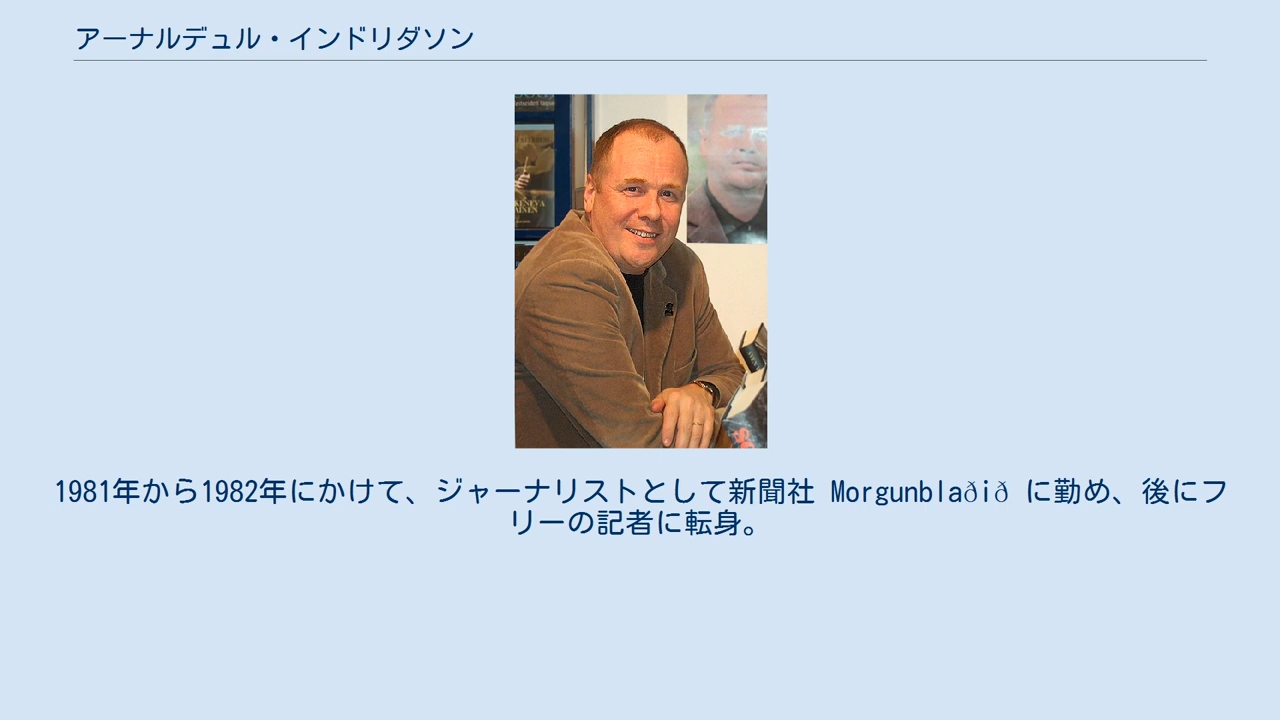 アーナルデュル・インドリダソン
KENEVA
AINEN
1981年から1982年にかけて、ジャーナリストとして新聞社 Morgunblaðið に勤め、後にフ
リーの記者に転身。